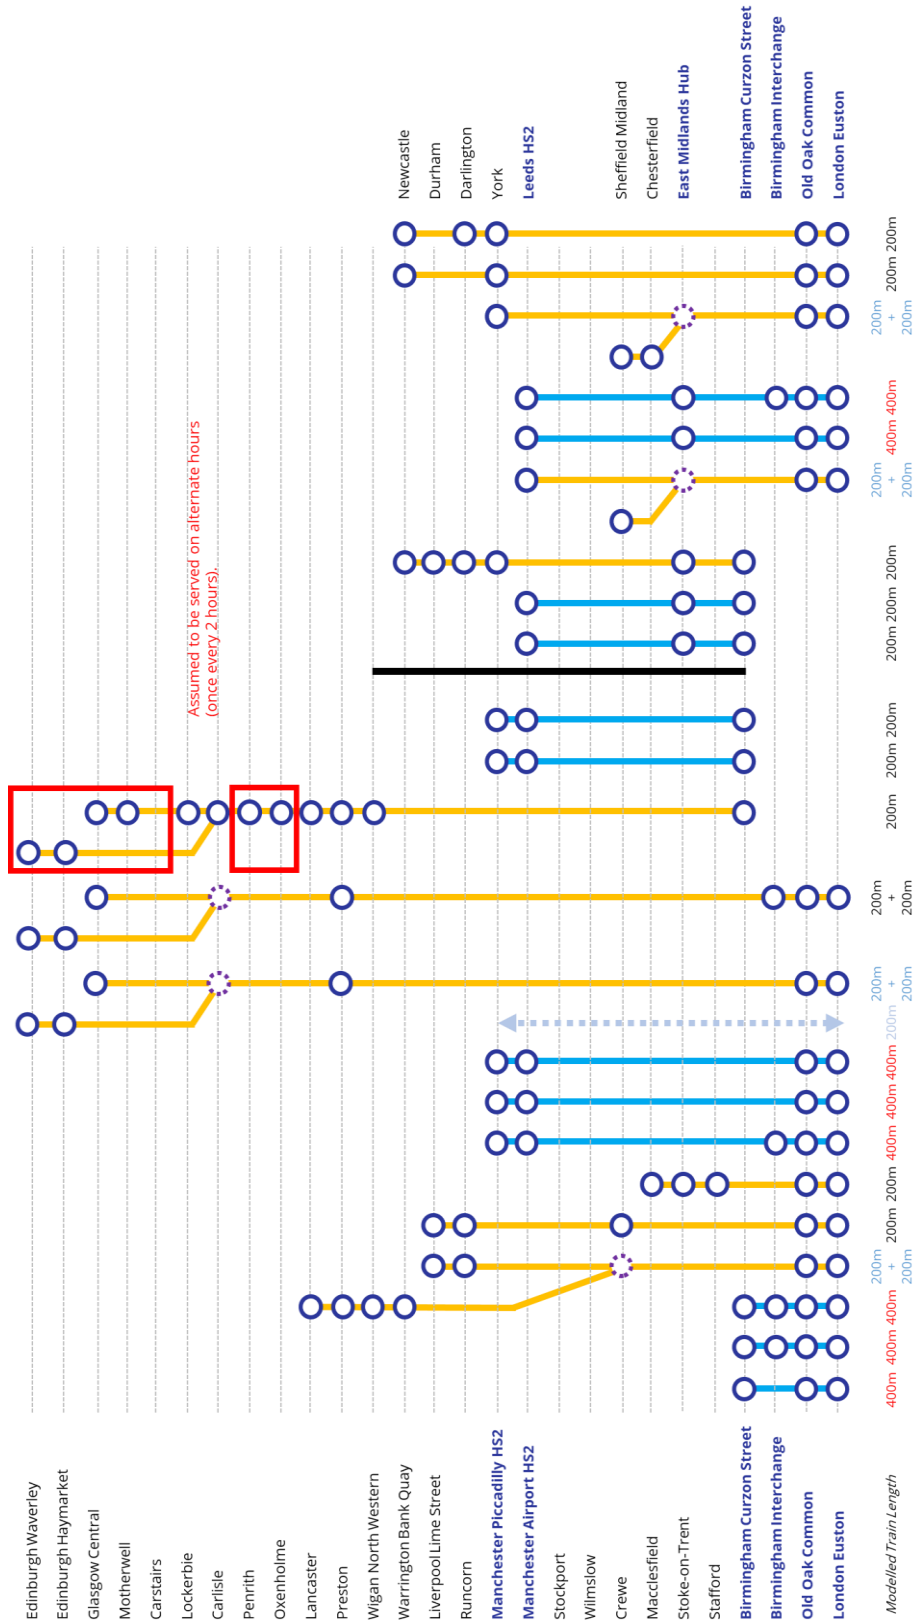 Edinburgh Waverley
Edinburgh Haymarket
Glasgow Central
Motherwell
Carstairs
Lockerbie
Carlisle
Penrith
Oxenholme
Lancaster
Preston
Wigan North Western
Warrington Bank Quay
Liverpool Lime Street
Runcorn
Manchester Piccadilly HS2
Manchester Airport HS2
Stockport
Wilmslow
Crewe
Macclesfield
Stoke-on-Trent
Stafford
Birmingham Curzon Street
Birmingham Interchange
Old Oak Common
London Euston
Modelled Train Length
Assumed to be served on alternate hours
(once every 2 hours).
Newcastle
Durham
Darlington
York
Leeds HS2
Sheffield Midland
Chesterfield
East Midlands Hub
Birmingham Curzon Street
Birmingham Interchange
Old Oak Common
London Euston
400m
400m
400m
200m
+
200m
200m
200m
400m
400m
400m
200m
200m
+
200m
200m
+
200m
200m
200m
200m
200m
200m
200m
200m
+
200m
400m
400m
200m
+
200m
200m
200m